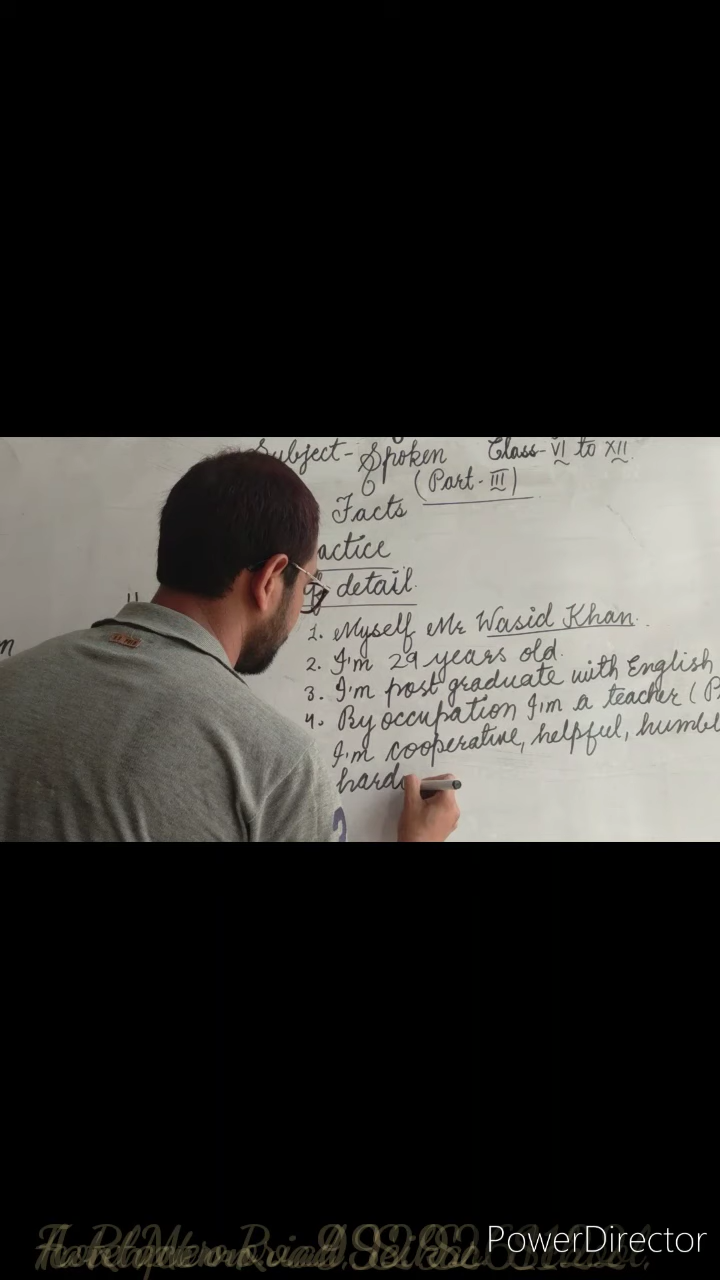 Subject- Spoken Class- VI to XII
(Part- III)
Facts
actice
detail.
1. Myself Mr Wasid Khan.
2. I'm 29 years old.
3. I'm post graduate with English
4. By occupation I'm a teacher (
I'm cooperative, helpful, humbl
hard
PowerDirector